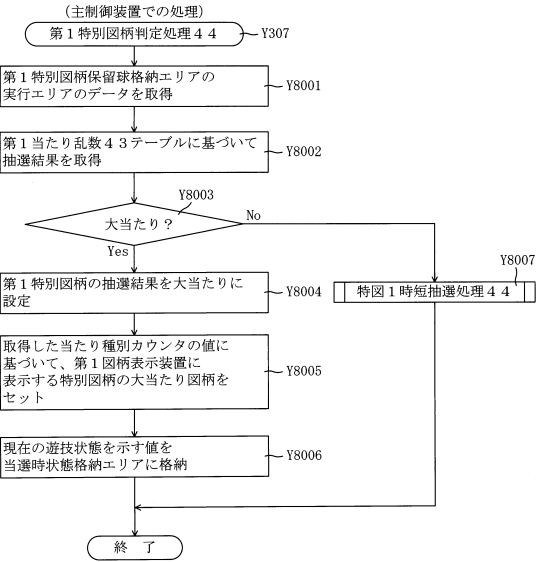 （主制御装置での処理）
第１特別図柄判定処理４４
Y307
第１特別図柄保留球格納エリアの
実行エリアのデータを取得
Y8001
第１当たり乱数４３テーブルに基づいて
抽選結果を取得
Y8002
Y8003
大当たり？
No
Yes
Y8007
第１特別図柄の抽選結果を大当たりに
設定
Y8004
特図１時短抽選処理４４
取得した当たり種別カウンタの値に
基づいて、第１図柄表示装置に
表示する特別図柄の大当たり図柄を
セット
Y8005
現在の遊技状態を示す値を
当選時状態格納エリアに格納
Y8006
終　了